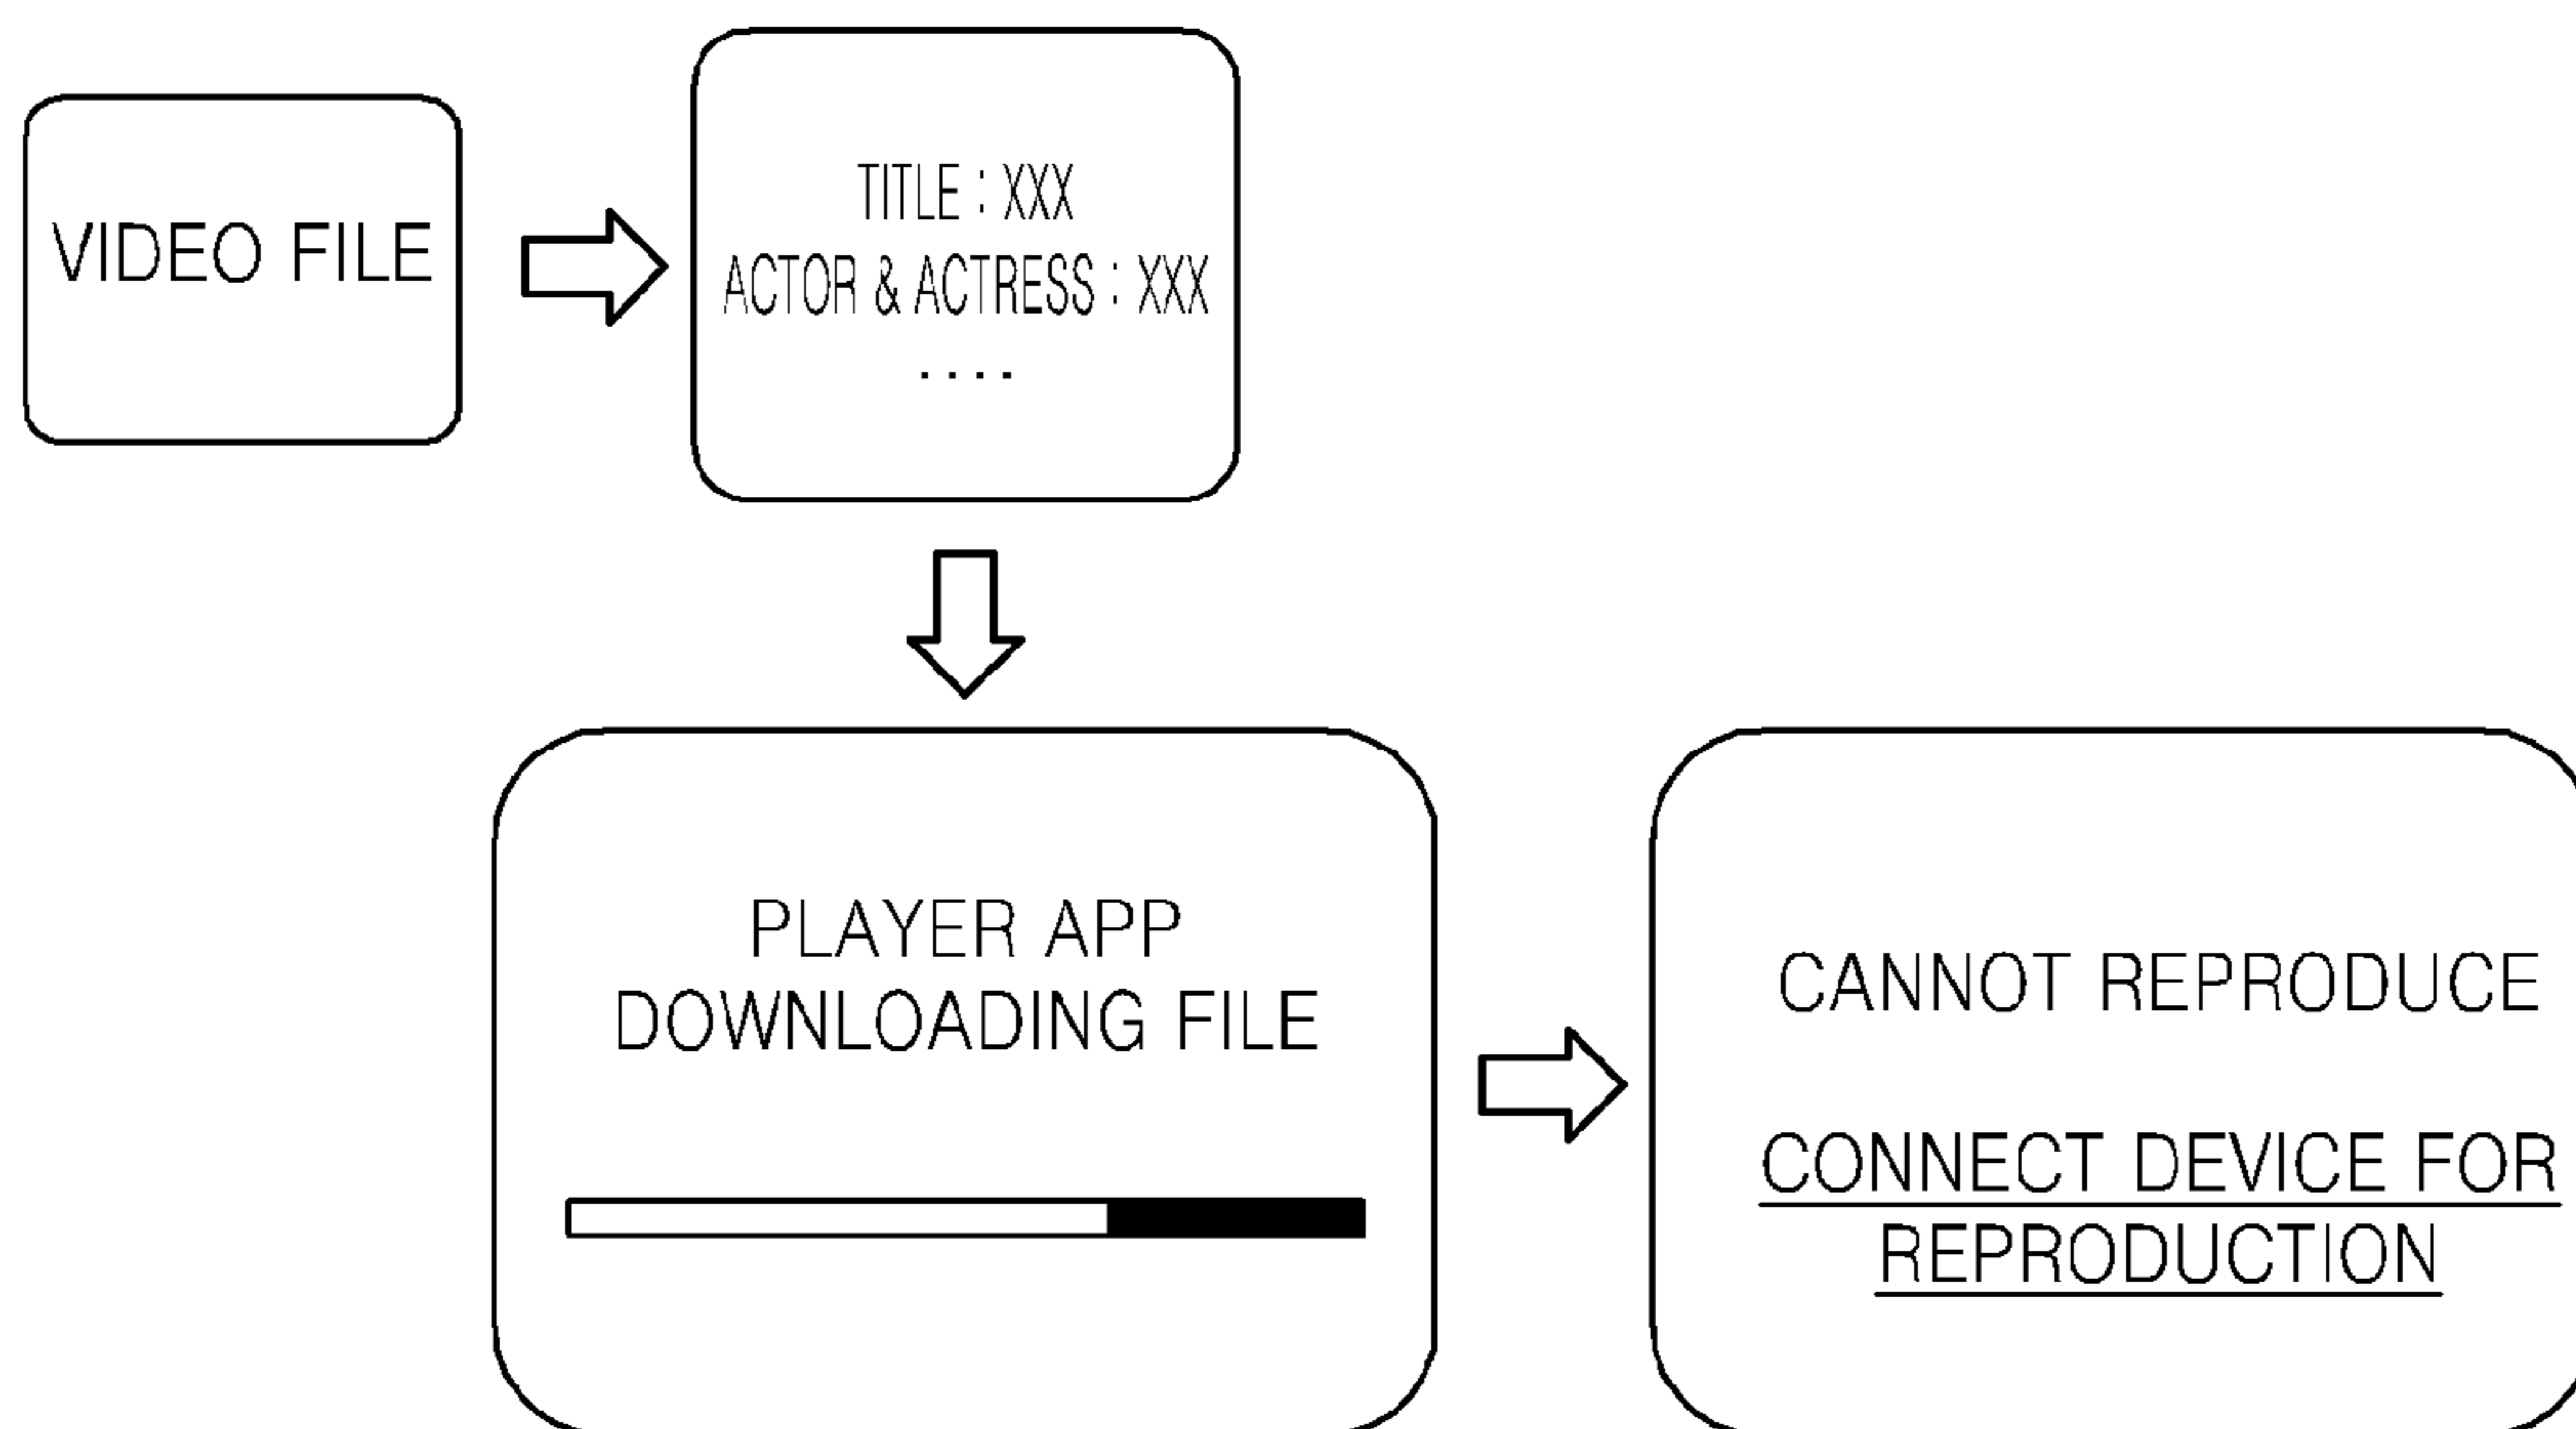 VIDEO FILE
TITLE : XXX
ACTOR & ACTRESS : XXX
....
PLAYER APP
DOWNLOADING FILE
CANNOT REPRODUCE
CONNECT DEVICE FOR
REPRODUCTION